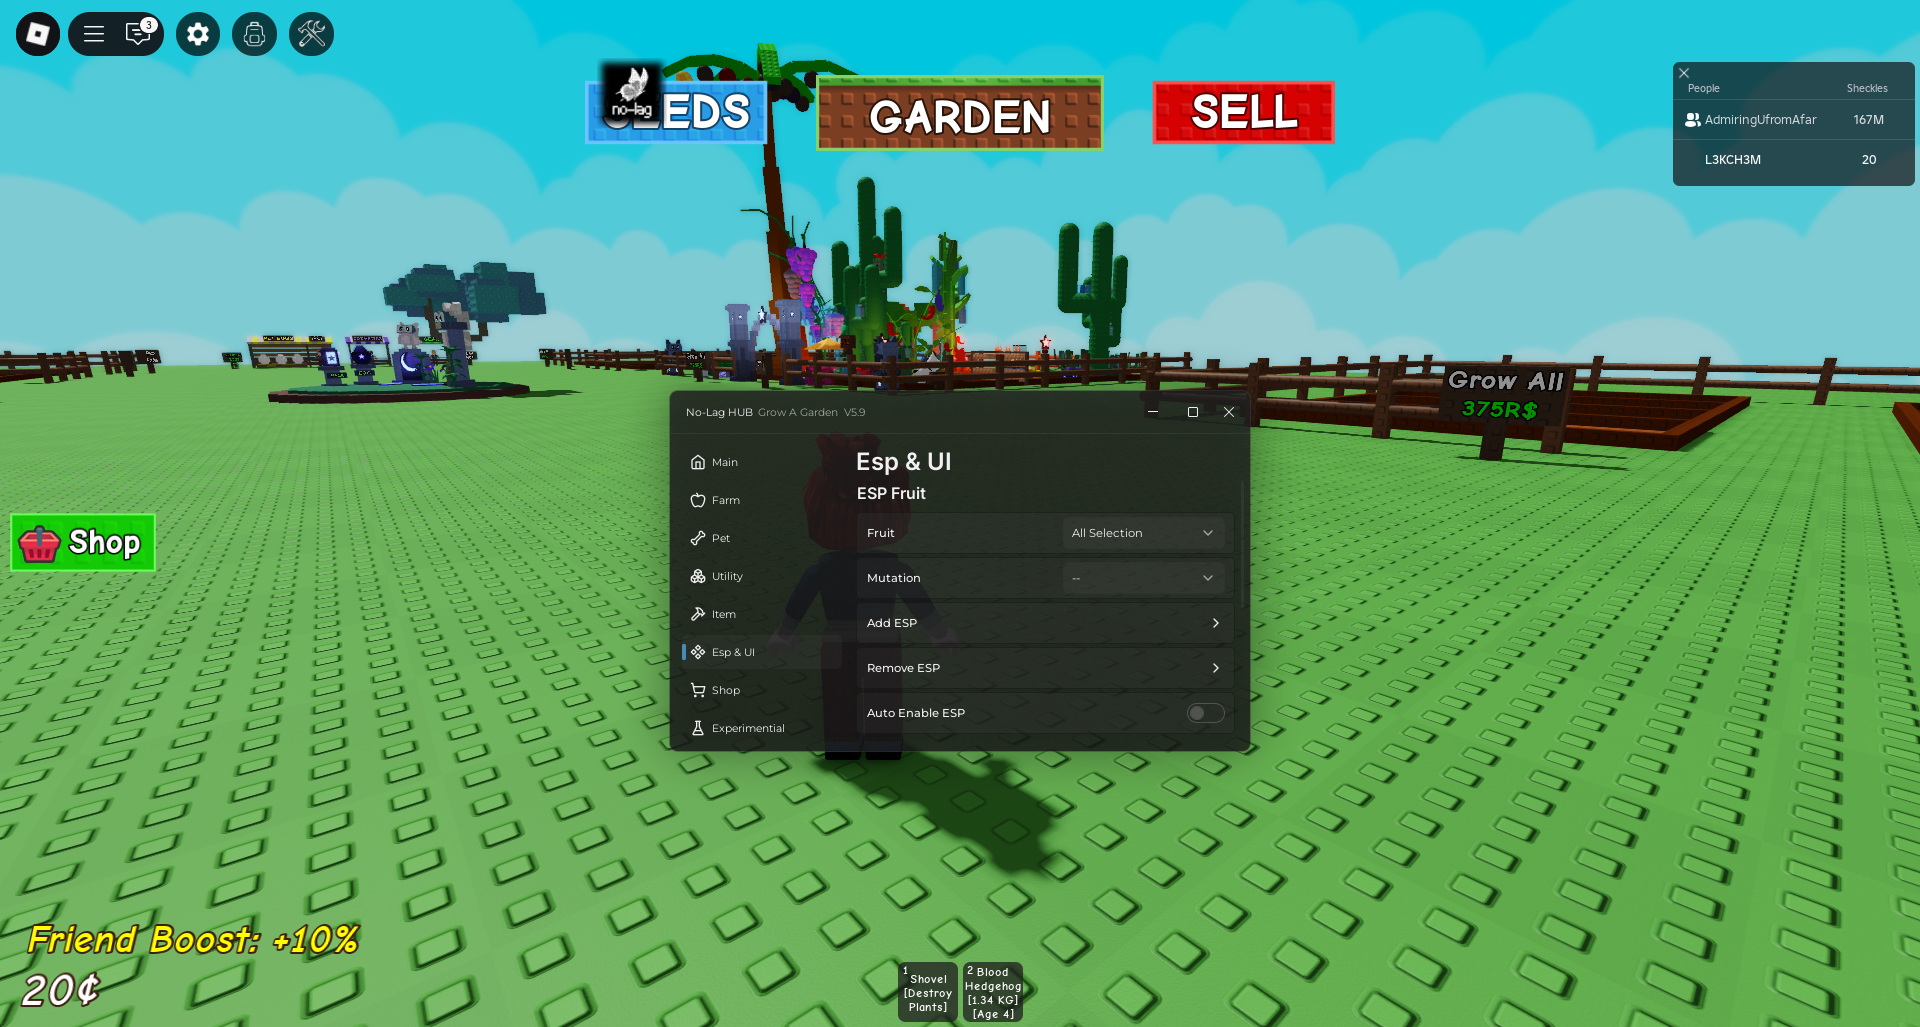 3
no-lag
EEDS
GARDEN
SELL
People Sheckles
AdmiringUfromAfar 167M
L3KCH3M 20
Grow All
375R$
Shop
No-Lag HUB Grow A Garden V5.9
Main
Farm
Pet
Utility
Item
Esp & UI
Shop
Experimential
Esp & UI
ESP Fruit
Fruit All Selection
Mutation --
Add ESP
Remove ESP
Auto Enable ESP
Friend Boost: +10%
20¢
1
Shovel
[Destroy
Plants]
2 Blood
Hedgehog
[1.34 KG]
[Age 4]